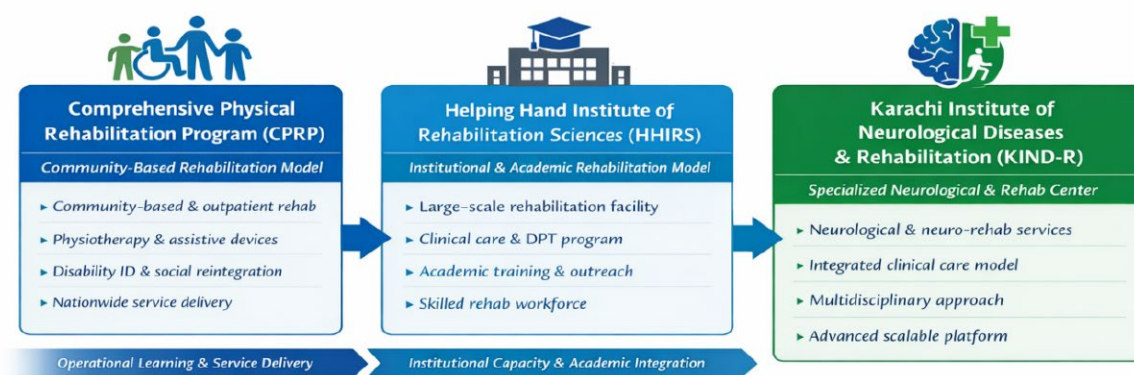 Comprehensive Physical
Rehabilitation Program (CPRP)
Community-Based Rehabilitation Model
▸ Community-based & outpatient rehab
▸ Physiotherapy & assistive devices
▸ Disability ID & social reintegration
▸ Nationwide service delivery
Operational Learning & Service Delivery
Helping Hand Institute of
Rehabilitation Sciences (HHIRS)
Institutional & Academic Rehabilitation Model
▸ Large-scale rehabilitation facility
▸ Clinical care & DPT program
▸ Academic training & outreach
▸ Skilled rehab workforce
Institutional Capacity & Academic Integration
Karachi Institute of
Neurological Diseases
& Rehabilitation (KIND-R)
Specialized Neurological & Rehab Center
▸ Neurological & neuro-rehab services
▸ Integrated clinical care model
▸ Multidisciplinary approach
▸ Advanced scalable platform